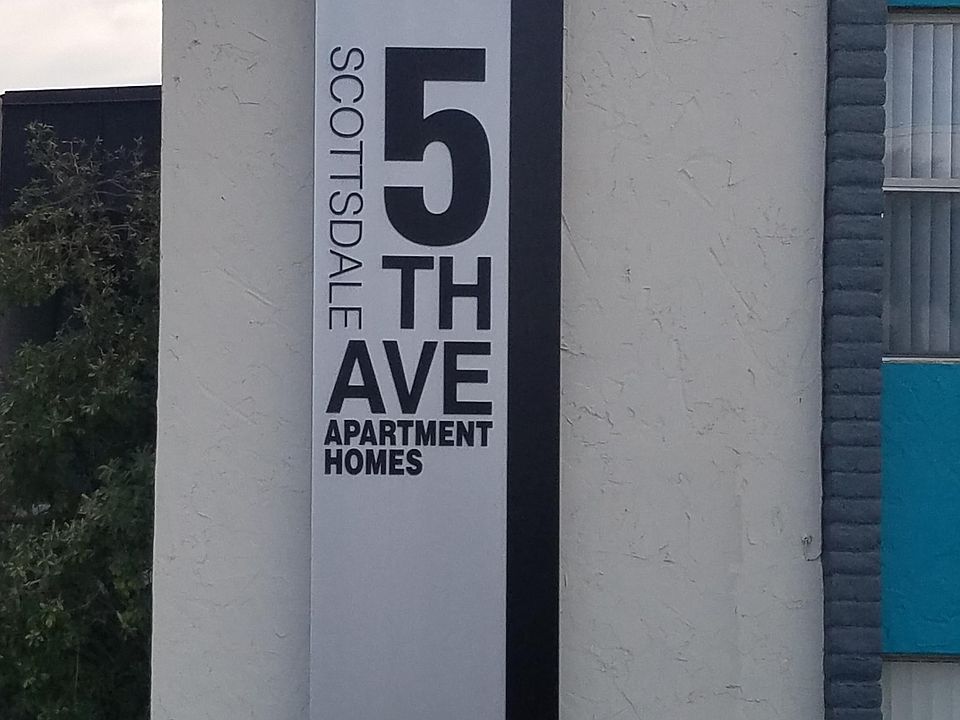 SCOTTSDALE
5
TH
AVE
APARTMENT
HOMES